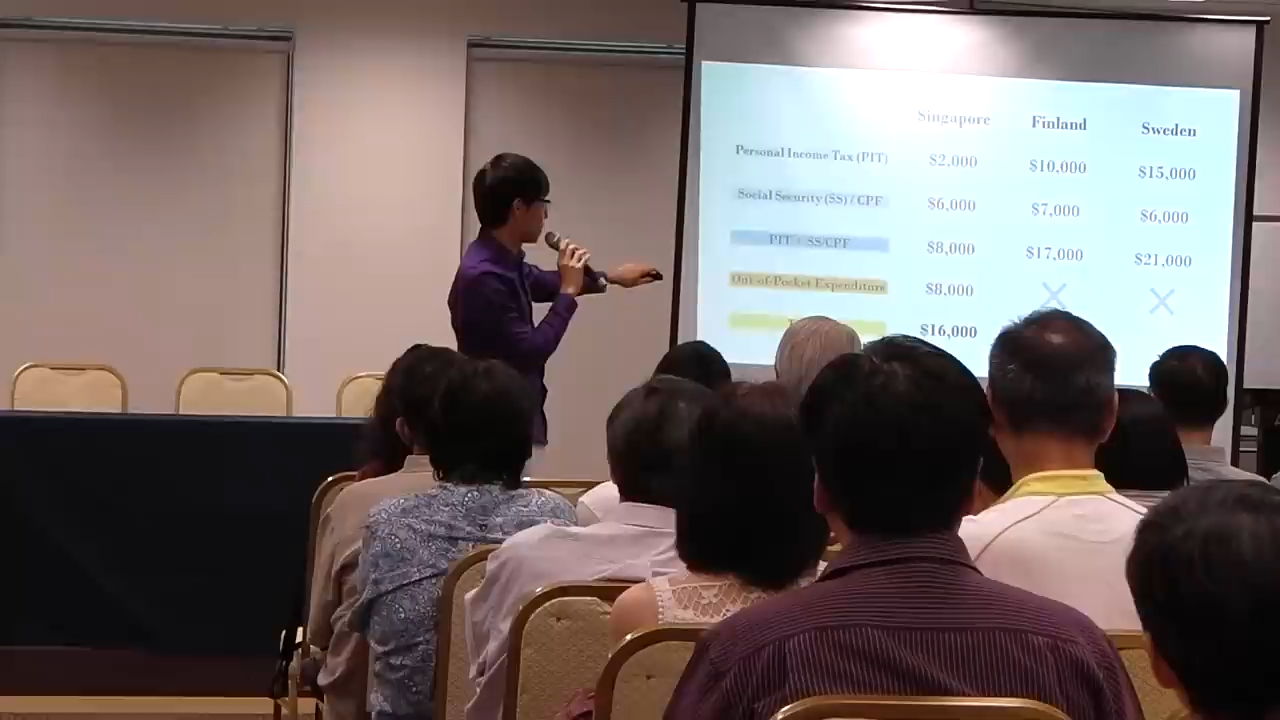 Singapore Finland Sweden
Personal Income Tax (PIT) $2,000 $10,000 $15,000
Social Security (SS) / CPF $6,000 $7,000 $6,000
PIT + SS/CPF $8,000 $17,000 $21,000
Out-of-Pocket Expenditure $8,000
$16,000